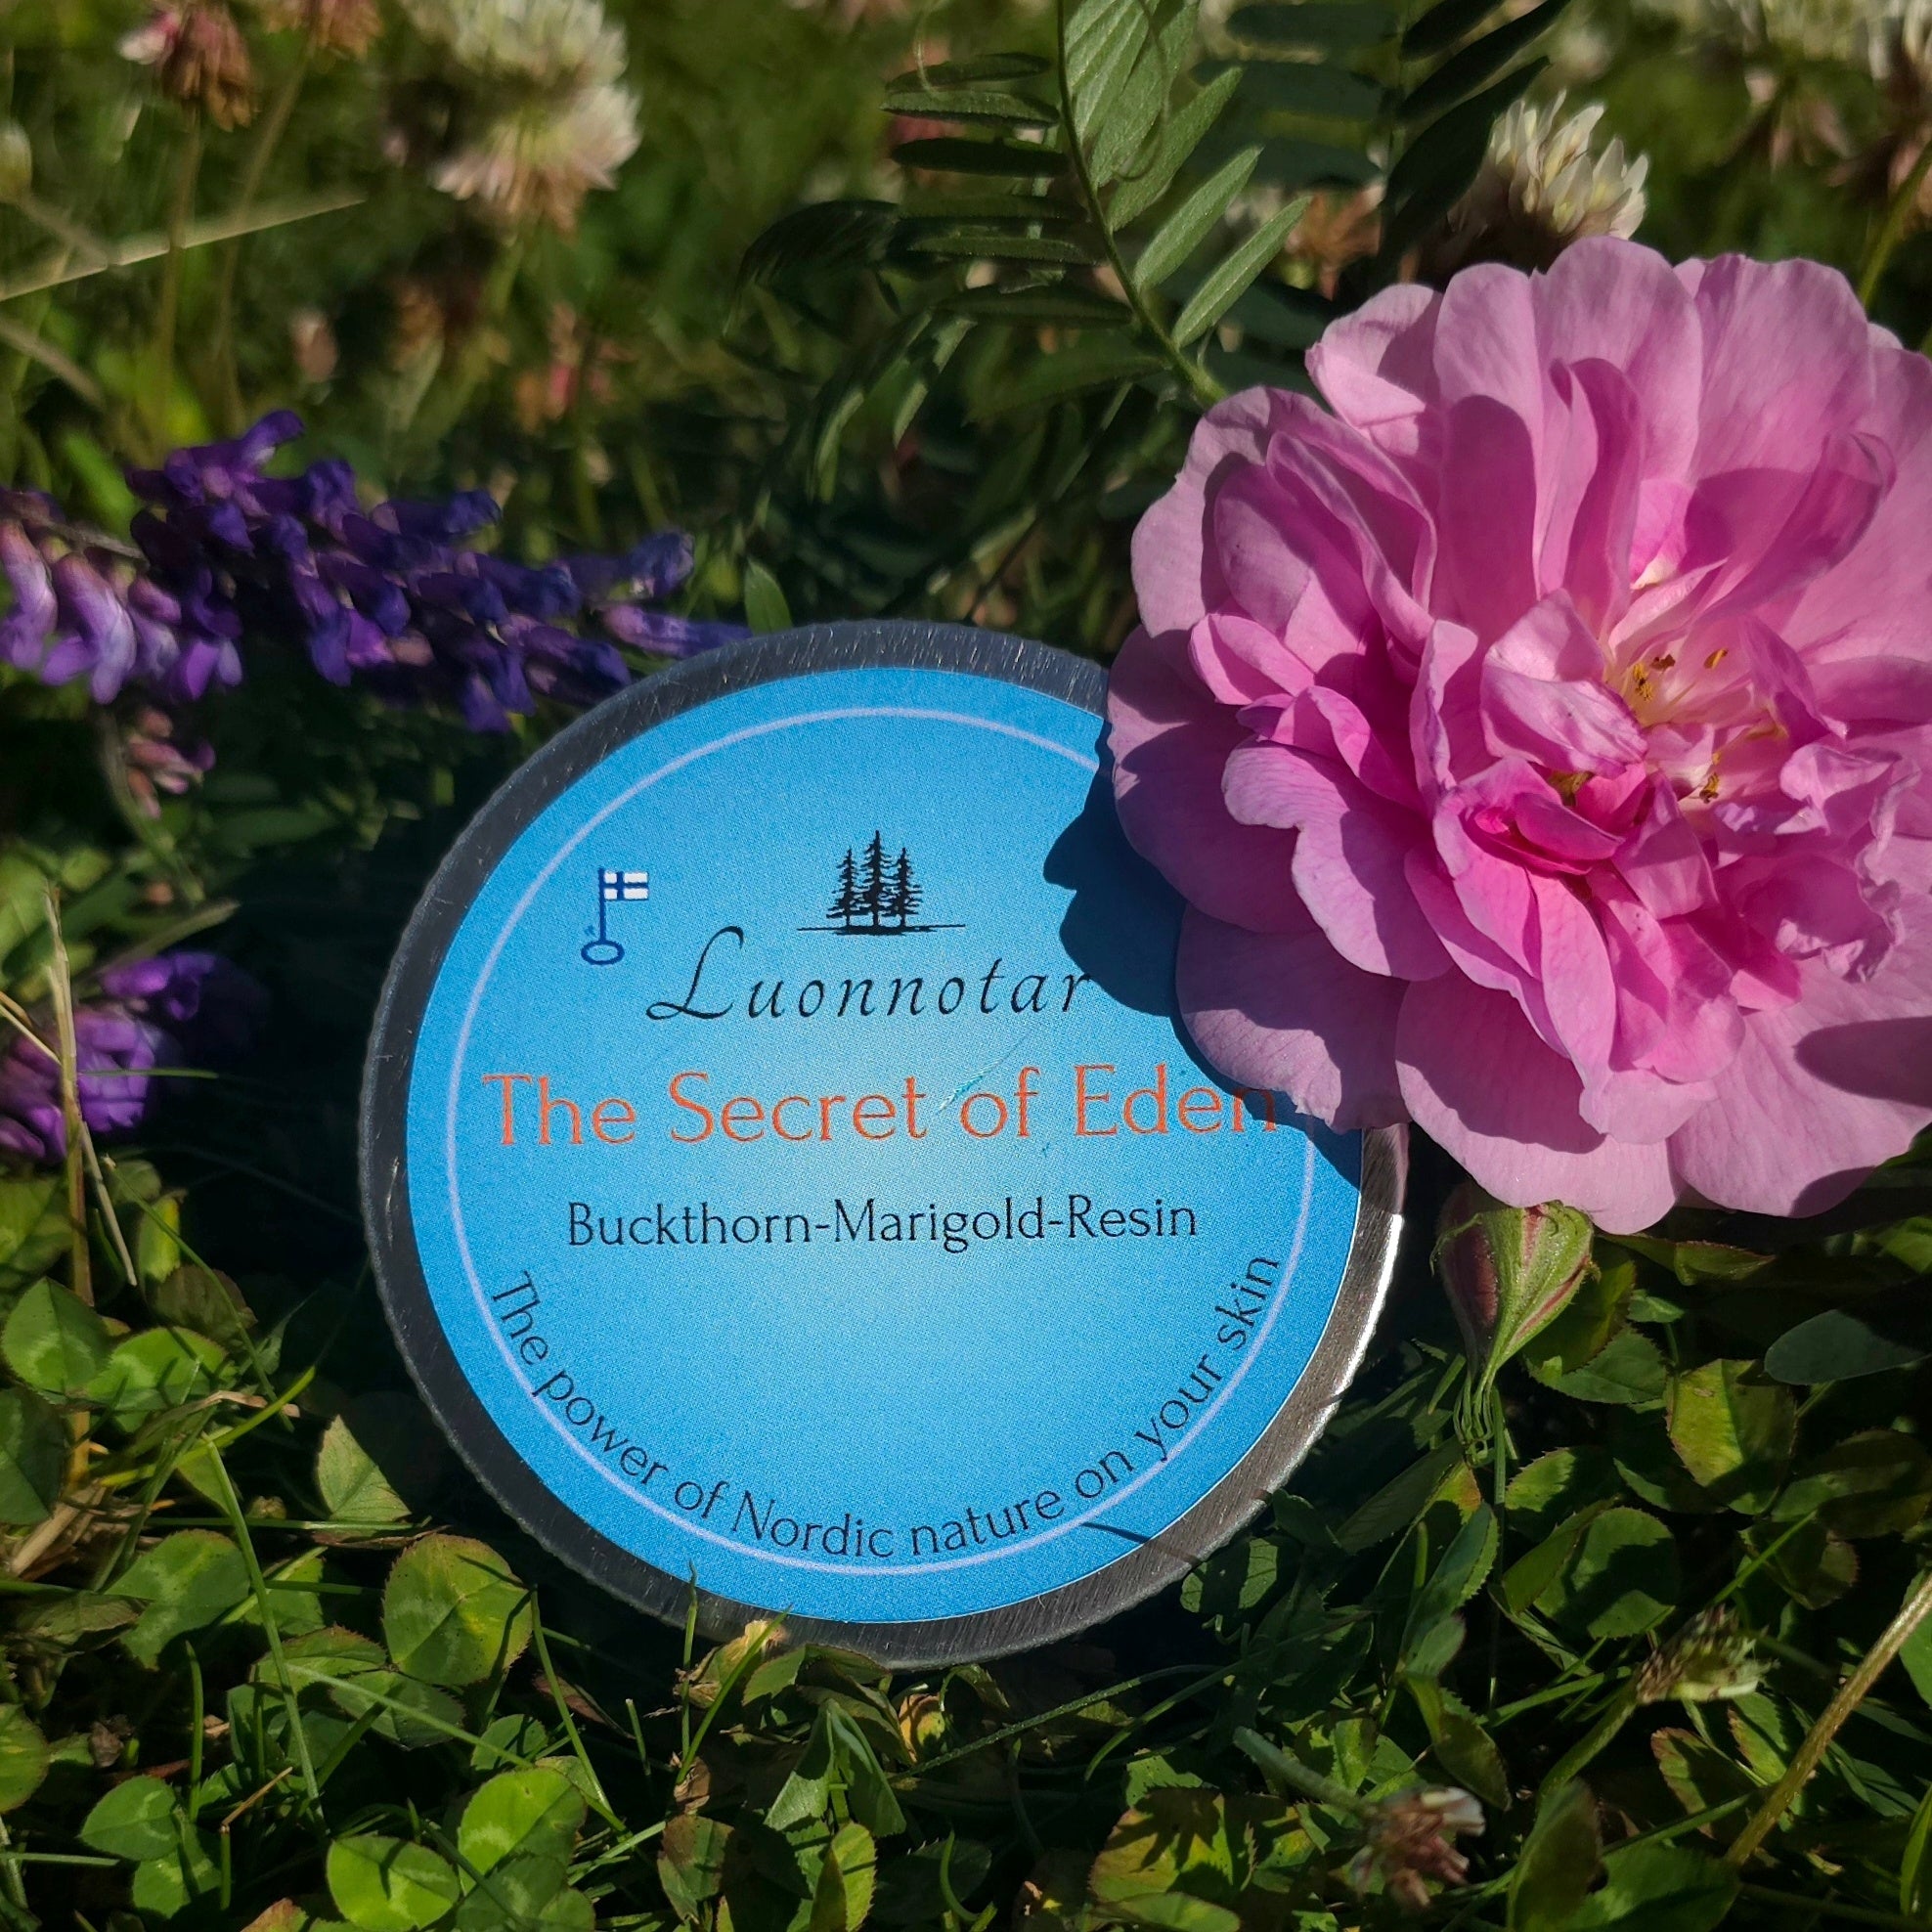 Luonnotar
The Secret of Eden
Buckthorn-Marigold-Resin
The power of Nordic nature on your skin